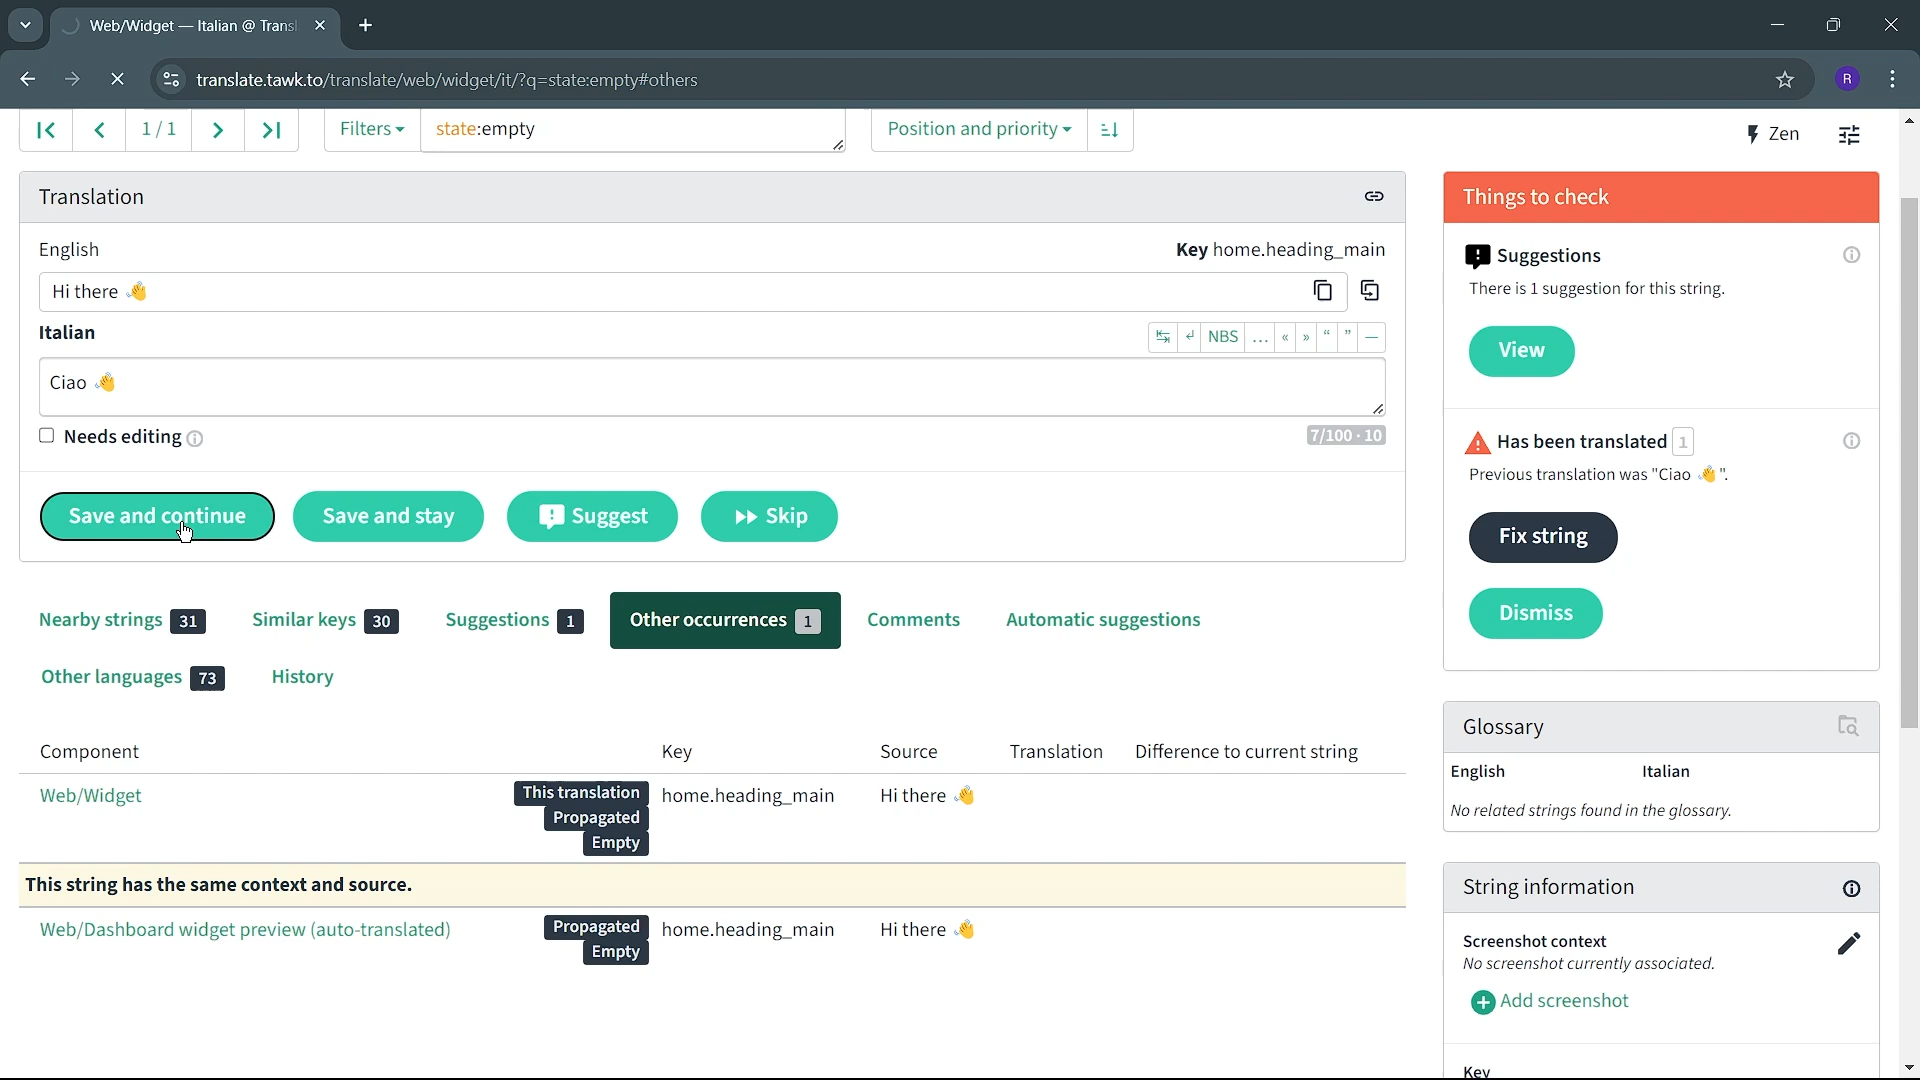 Web/Widget — Italian @ Transl
translate.tawk.to/translate/web/widget/it/?q=state:empty#others
R
1 / 1
Filters
state:empty
Position and priority
Zen
Translation
English
Key home.heading_main
Hi there 👋
Italian
NBS … « » “ ” —
Ciao 👋
Needs editing
7/100 · 10
Save and continue
Save and stay
Suggest
Skip
Nearby strings 31
Similar keys 30
Suggestions 1
Other occurrences 1
Comments
Automatic suggestions
Other languages 73
History
Component
Key
Source
Translation
Difference to current string
Web/Widget
This translation
Propagated
Empty
home.heading_main
Hi there 👋
This string has the same context and source.
Web/Dashboard widget preview (auto-translated)
Propagated
Empty
home.heading_main
Hi there 👋
Things to check
Suggestions
There is 1 suggestion for this string.
View
Has been translated 1
Previous translation was "Ciao 👋".
Fix string
Dismiss
Glossary
English
Italian
No related strings found in the glossary.
String information
Screenshot context
No screenshot currently associated.
Add screenshot
Key